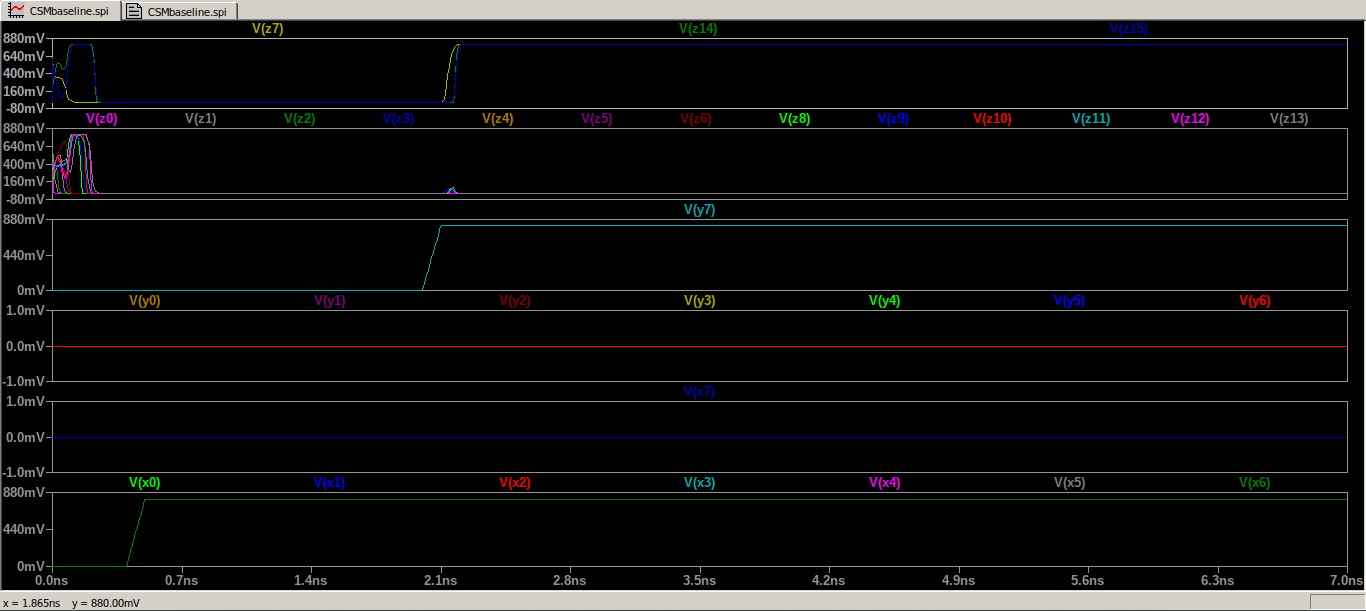 CSMbaseline.spi CSMbaseline.spi
V(z7) V(z14) V(z15)
880mV
640mV
400mV
160mV
-80mV
V(z0) V(z1) V(z2) V(z3) V(z4) V(z5) V(z6) V(z8) V(z9) V(z10) V(z11) V(z12) V(z13)
880mV
640mV
400mV
160mV
-80mV
V(y7)
880mV
440mV
0mV
V(y0) V(y1) V(y2) V(y3) V(y4) V(y5) V(y6)
1.0mV
0.0mV
-1.0mV
V(x7)
1.0mV
0.0mV
-1.0mV
V(x0) V(x1) V(x2) V(x3) V(x4) V(x5) V(x6)
880mV
440mV
0mV
0.0ns 0.7ns 1.4ns 2.1ns 2.8ns 3.5ns 4.2ns 4.9ns 5.6ns 6.3ns 7.0ns
x = 1.865ns y = 880.00mV